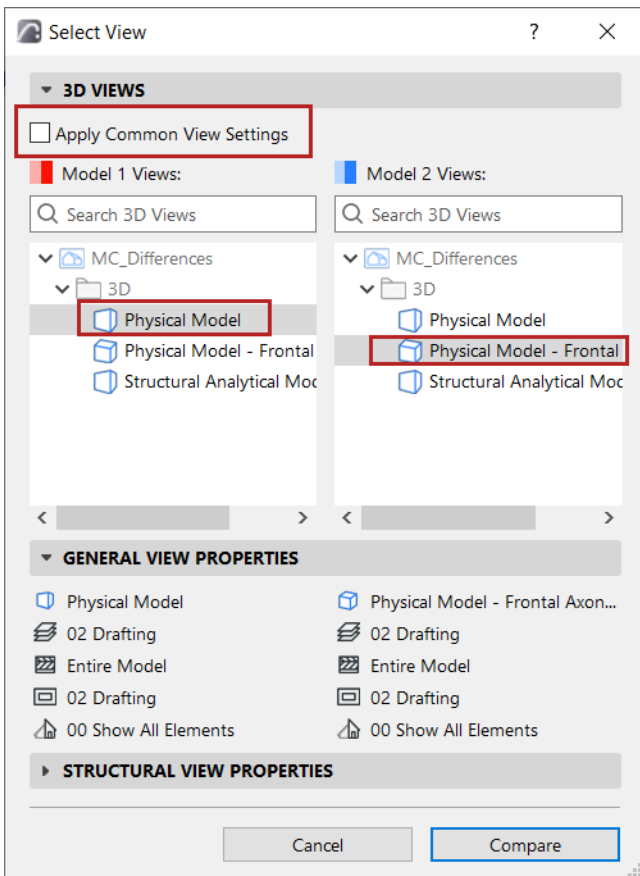 Select View
?
3D VIEWS
Apply Common View Settings
Model 1 Views:
Model 2 Views:
Search 3D Views
Search 3D Views
MC_Differences
3D
Physical Model
Physical Model - Frontal
Structural Analytical Moc
MC_Differences
3D
Physical Model
Physical Model - Frontal
Structural Analytical Moc
GENERAL VIEW PROPERTIES
Physical Model
Physical Model - Frontal Axon...
02 Drafting
02 Drafting
Entire Model
Entire Model
02 Drafting
02 Drafting
00 Show All Elements
00 Show All Elements
STRUCTURAL VIEW PROPERTIES
Cancel
Compare